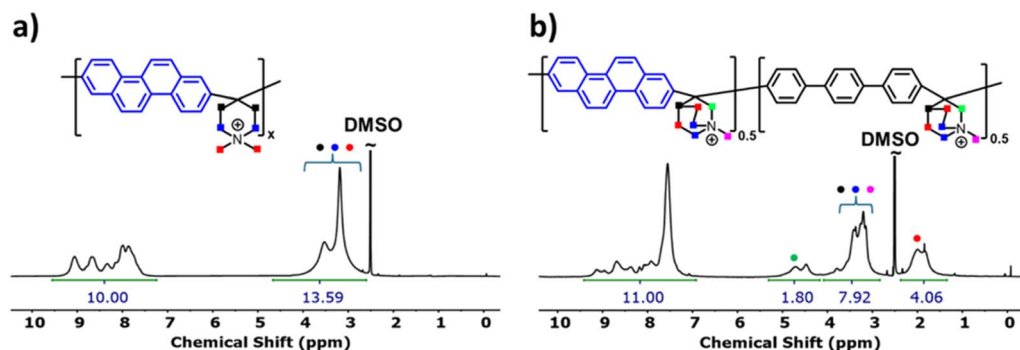 a)
x
N
+
DMSO
~
10.00
13.59
10 9 8 7 6 5 4 3 2 1 0
Chemical Shift (ppm)
b)
0.5
0.5
N
+
N
+
DMSO
~
11.00
1.80
7.92
4.06
10 9 8 7 6 5 4 3 2 1 0
Chemical Shift (ppm)